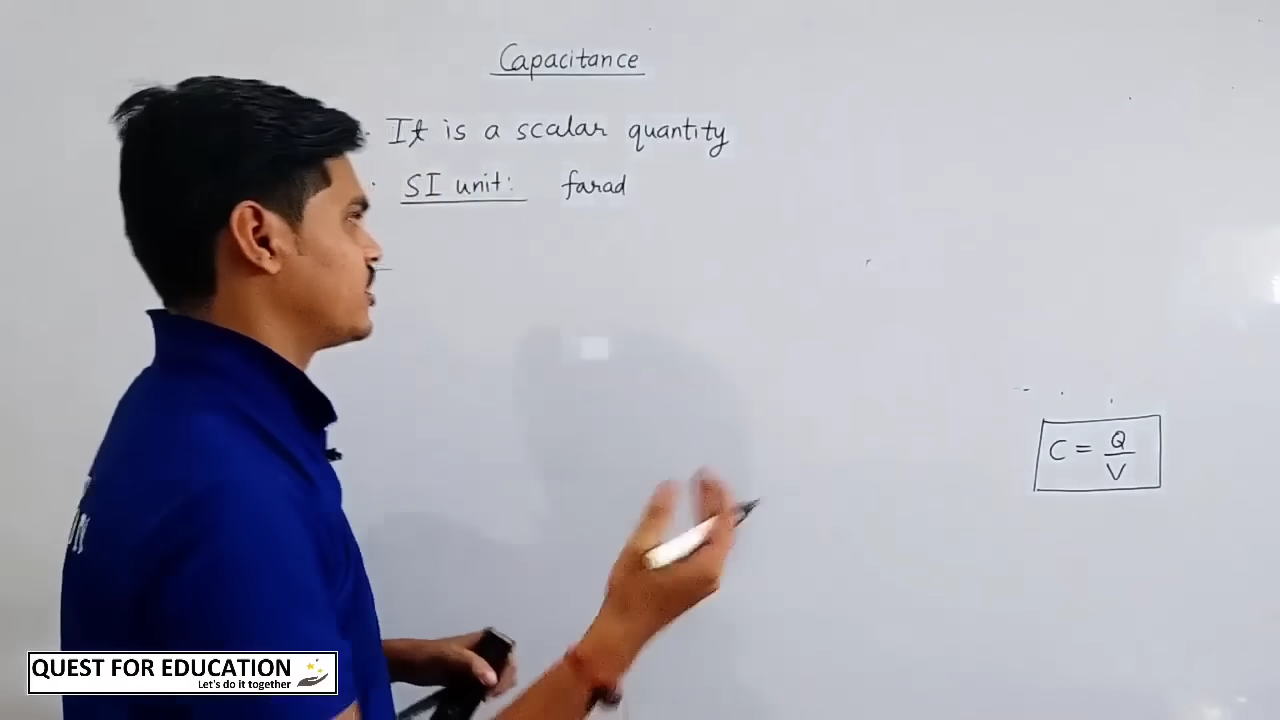 Capacitance
· It is a scalar quantity
· SI unit: farad
C = Q/V
QUEST FOR EDUCATION
Let's do it together